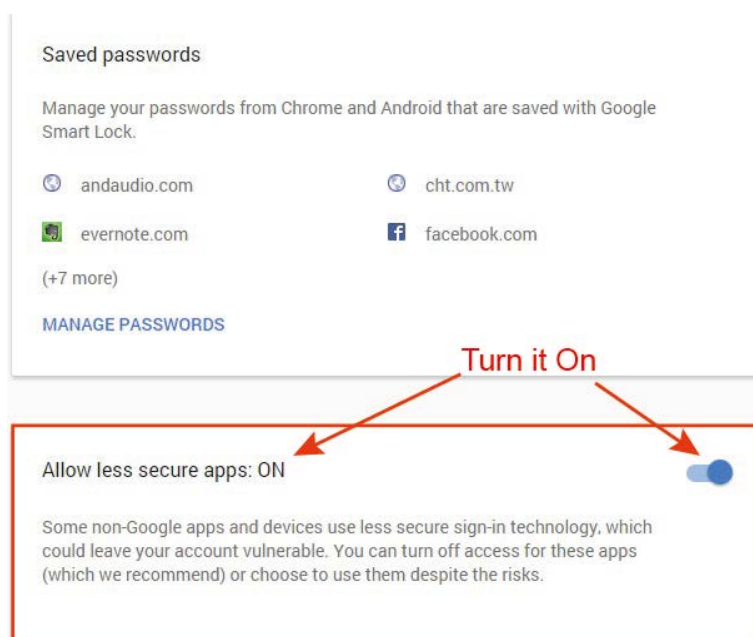 Saved passwords
Manage your passwords from Chrome and Android that are saved with Google
Smart Lock.
andaudio.com
cht.com.tw
evernote.com
facebook.com
(+7 more)
MANAGE PASSWORDS
Turn it On
Allow less secure apps: ON
Some non-Google apps and devices use less secure sign-in technology, which
could leave your account vulnerable. You can turn off access for these apps
(which we recommend) or choose to use them despite the risks.